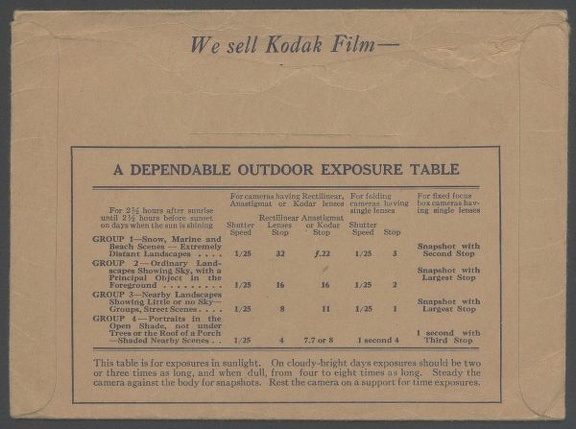 We sell Kodak Film—
A DEPENDABLE OUTDOOR EXPOSURE TABLE
For 2½ hours after sunrise until 2½ hours before sunset on days when the sun is shining
For cameras having Rectilinear, Anastigmat or Kodar lenses
For folding cameras having single lenses
For fixed focus box cameras having single lenses
Shutter Speed Rectilinear Lenses Stop Anastigmat or Kodar Stop Shutter Speed Stop
GROUP 1—Snow, Marine and
Beach Scenes — Extremely
Distant Landscapes . . . . 1/25 32 f.22 1/25 3 Snapshot with Second Stop
GROUP 2—Ordinary Land-
scapes Showing Sky, with a
Principal Object in the
Foreground . . . . . . . . . 1/25 16 16 1/25 2 Snapshot with Largest Stop
GROUP 3—Nearby Landscapes
Showing Little or no Sky—
Groups, Street Scenes . . . . 1/25 8 11 1/25 1 Snapshot with Largest Stop
GROUP 4—Portraits in the
Open Shade, not under
Trees or the Roof of a Porch
—Shaded Nearby Scenes . . 1/25 4 7.7 or 8 1 second 4 1 second with Third Stop
This table is for exposures in sunlight. On cloudy-bright days exposures should be two
or three times as long, and when dull, from four to eight times as long. Steady the
camera against the body for snapshots. Rest the camera on a support for time exposures.